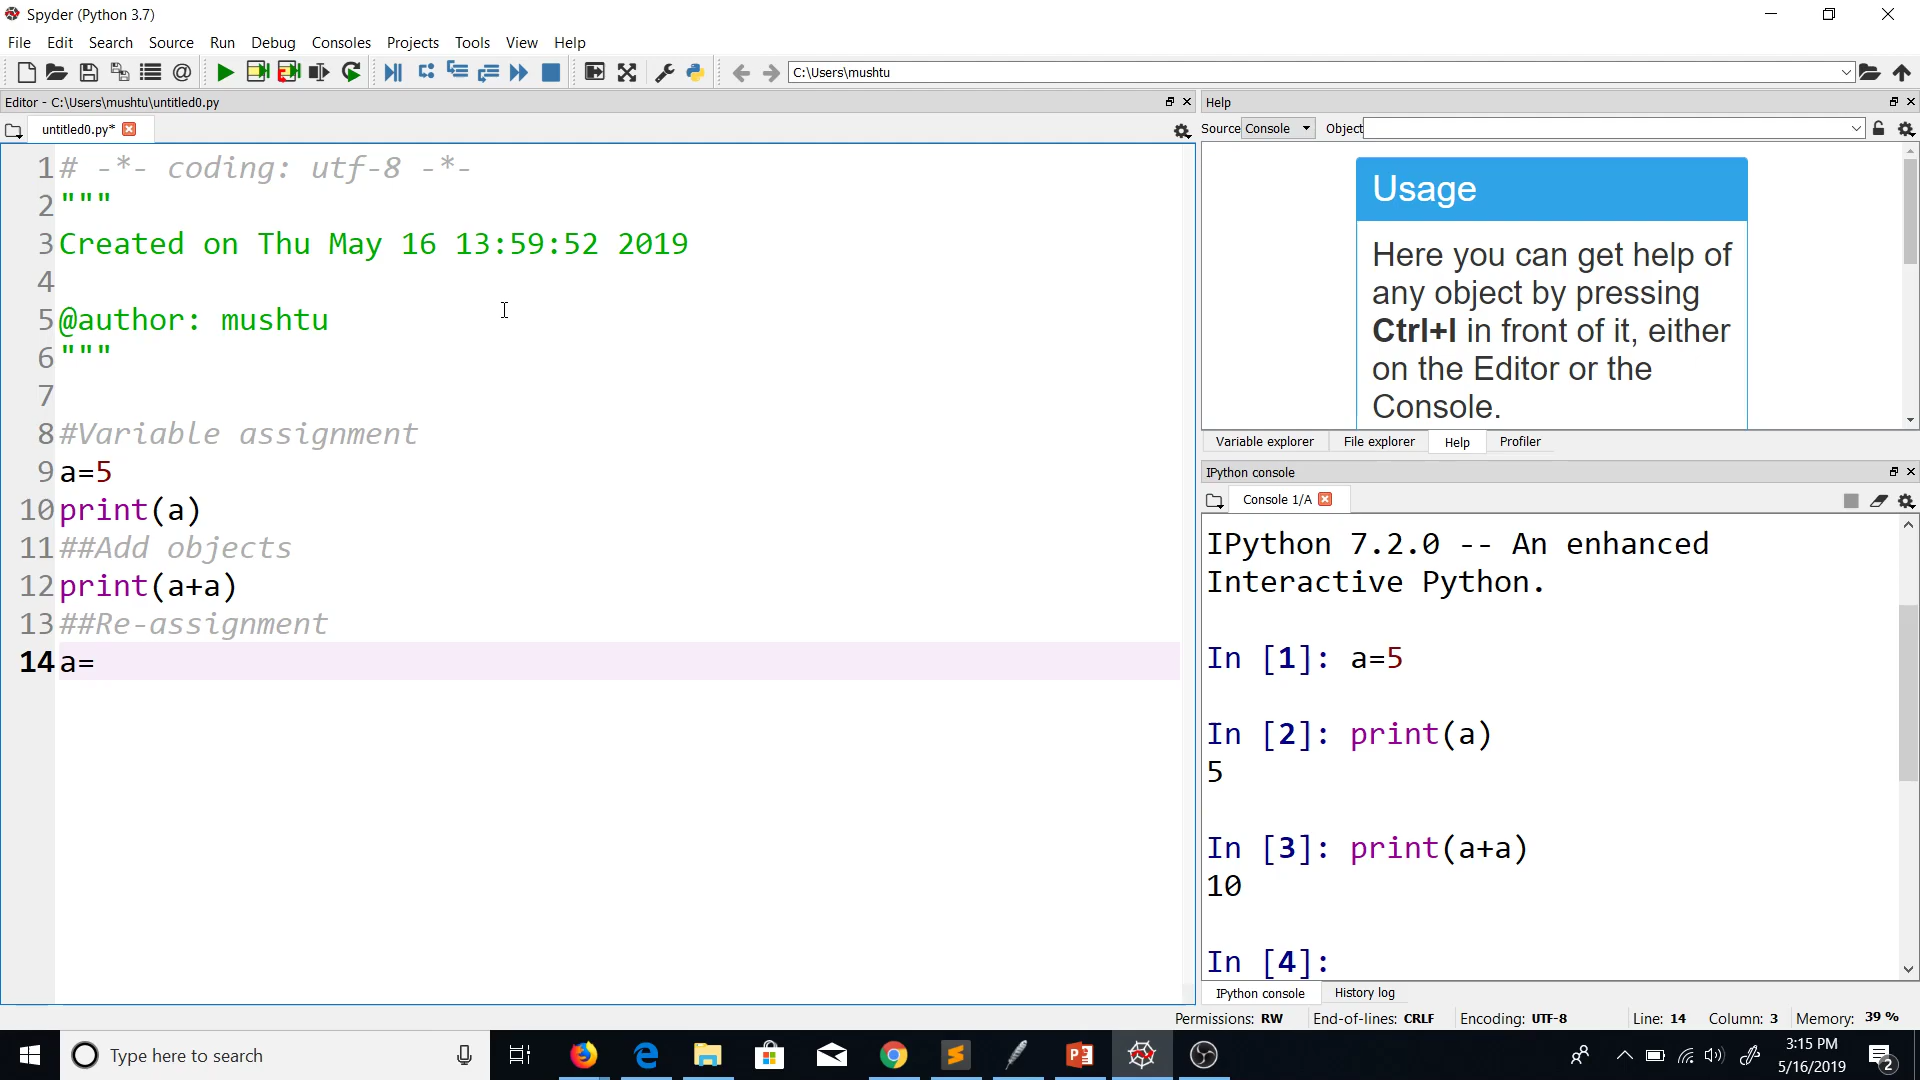 Spyder (Python 3.7)
File Edit Search Source Run Debug Consoles Projects Tools View Help
C:\Users\mushtu
Editor - C:\Users\mushtu\untitled0.py
untitled0.py*
1 # -*- coding: utf-8 -*-
2 """
3 Created on Thu May 16 13:59:52 2019
4
5 @author: mushtu
6 """
7
8 #Variable assignment
9 a=5
10 print(a)
11 ##Add objects
12 print(a+a)
13 ##Re-assignment
14 a=
Help
Source Console Object
Usage
Here you can get help of
any object by pressing
Ctrl+I in front of it, either
on the Editor or the
Console.
Variable explorer File explorer Help Profiler
IPython console
Console 1/A
IPython 7.2.0 -- An enhanced
Interactive Python.
In [1]: a=5
In [2]: print(a)
5
In [3]: print(a+a)
10
In [4]:
IPython console History log
Permissions: RW End-of-lines: CRLF Encoding: UTF-8 Line: 14 Column: 3 Memory: 39 %
Type here to search
3:15 PM
5/16/2019
2